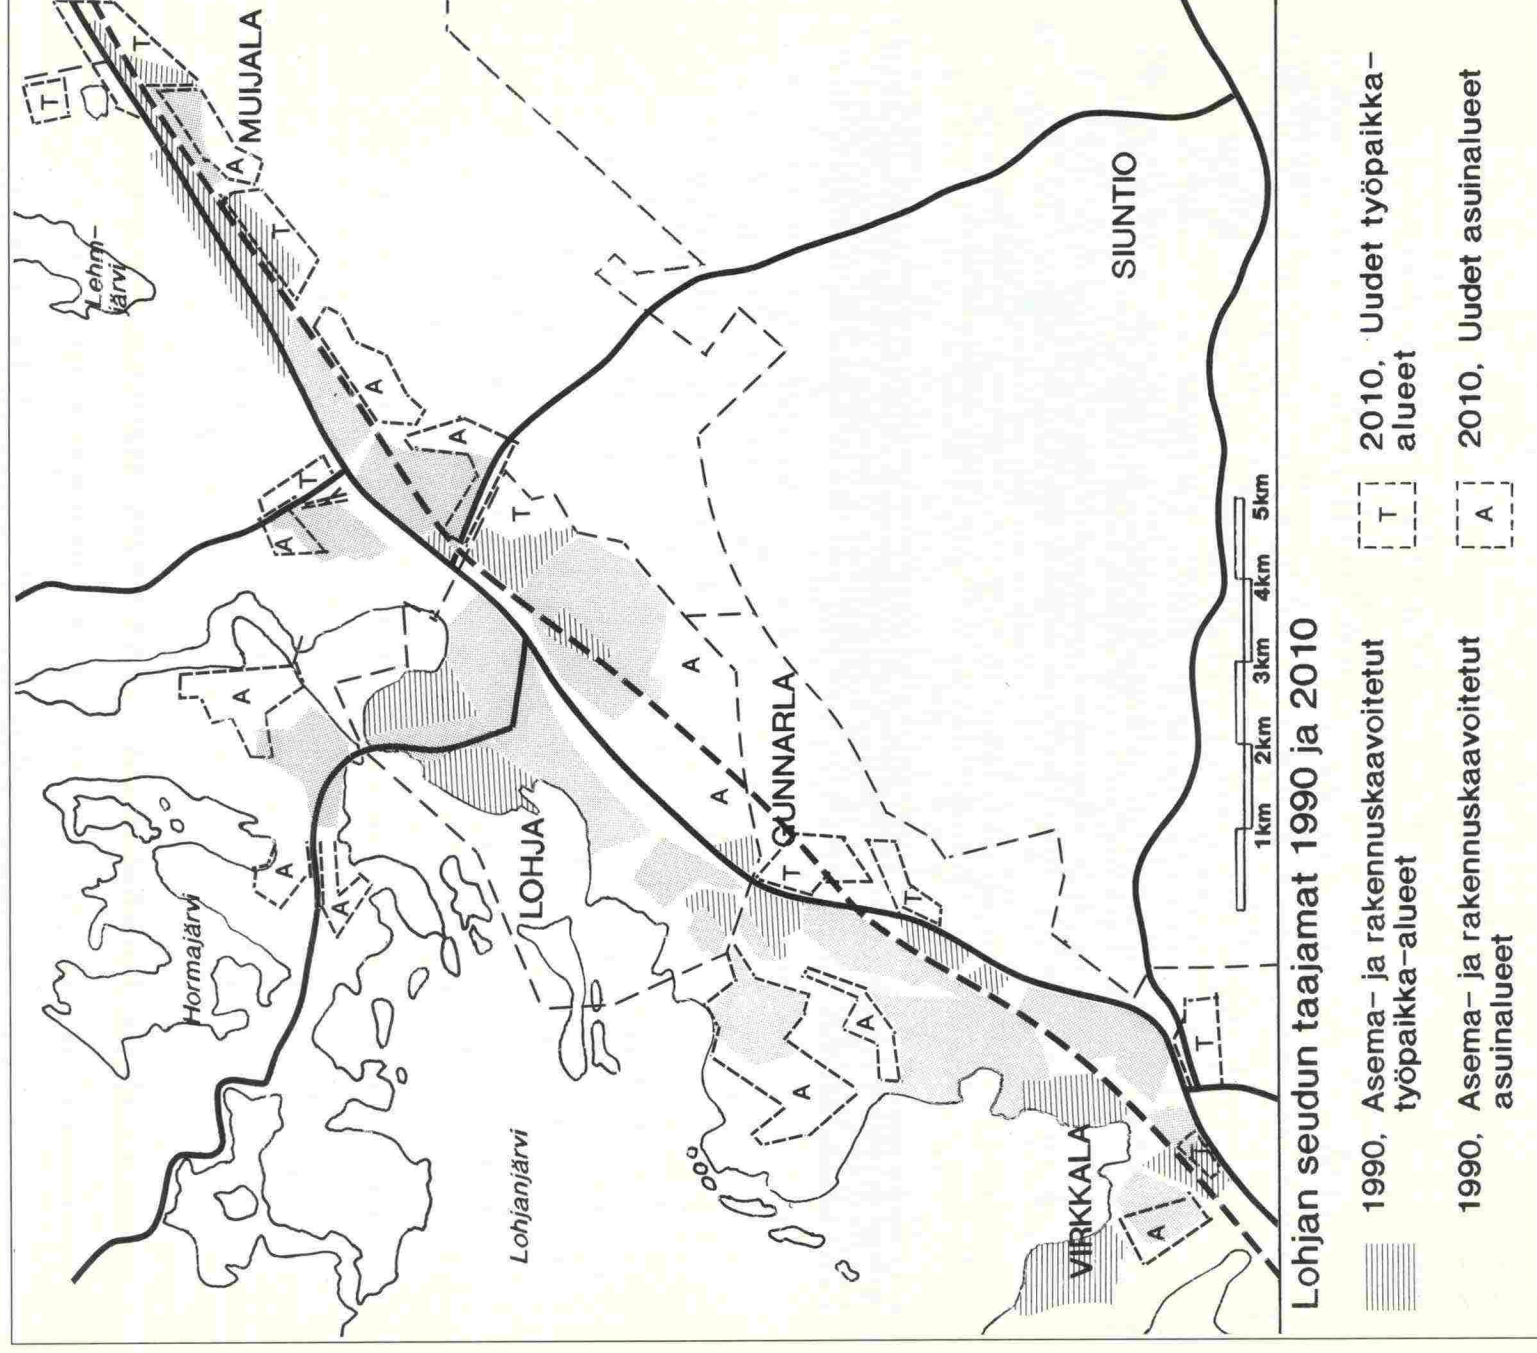 T
Lehm-
järvi
T
Hormajärvi
A
A
MUIJALA
T
A
A
T
A
A
A
Lohjanjärvi
T
LOHJA
A
A
GUNNARLA
T
A
A
T
VIRKKALA
SIUNTIO
A
T
T
1km 2km 3km 4km 5km
Lohjan seudun taajamat 1990 ja 2010
1990, Asema- ja rakennuskaavoitetut
työpaikka-alueet
T 2010, Uudet työpaikka-
alueet
1990, Asema- ja rakennuskaavoitetut
asuinalueet
A 2010, Uudet asuinalueet